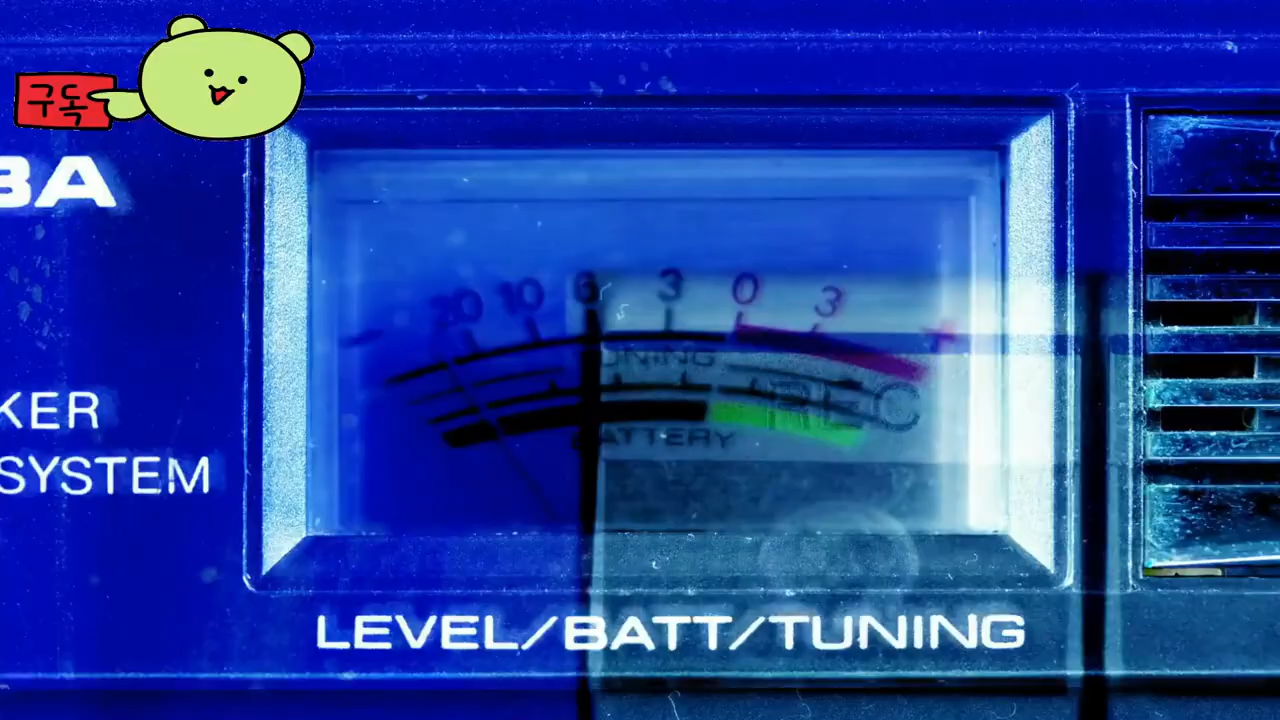 구독
BA
20 10 6 3 0 3
- +
TUNING
REC
BATTERY
KER
SYSTEM
LEVEL/BATT/TUNING